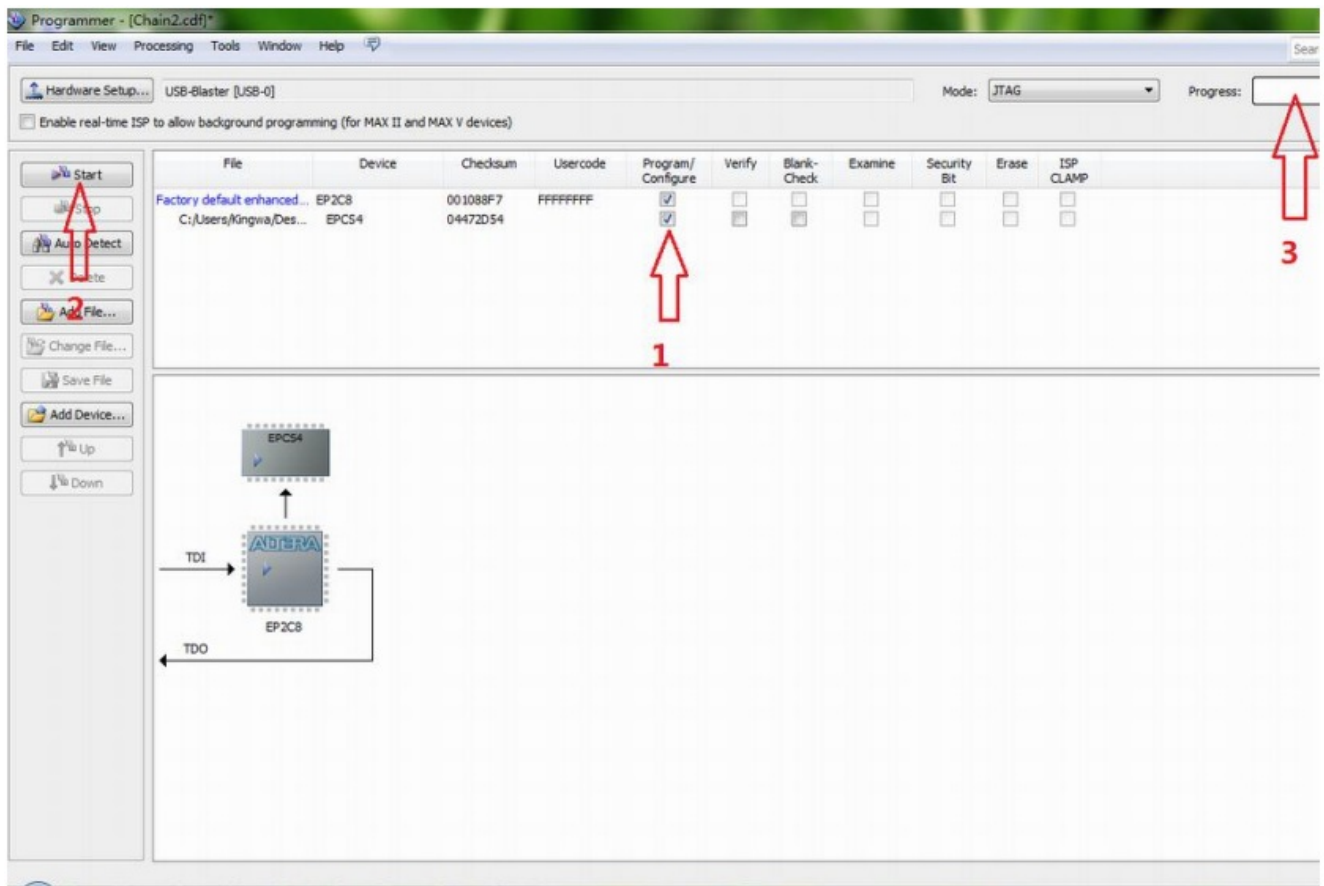 Programmer - [Chain2.cdf]*
File Edit View Processing Tools Window Help
Sear
Hardware Setup... USB-Blaster [USB-0] Mode: JTAG Progress:
Enable real-time ISP to allow background programming (for MAX II and MAX V devices)
File Device Checksum Usercode Program/ Configure Verify Blank- Check Examine Security Bit Erase ISP CLAMP
Factory default enhanced... EP2C8 001088F7 FFFFFFFF
C:/Users/Kingwa/Des... EPCS4 04472D54
Start
Stop
Auto Detect
Delete
Add File...
Change File...
Save File
Add Device...
Up
Down
1
2
3
EPCS4
ALTERA
TDI
EP2C8
TDO